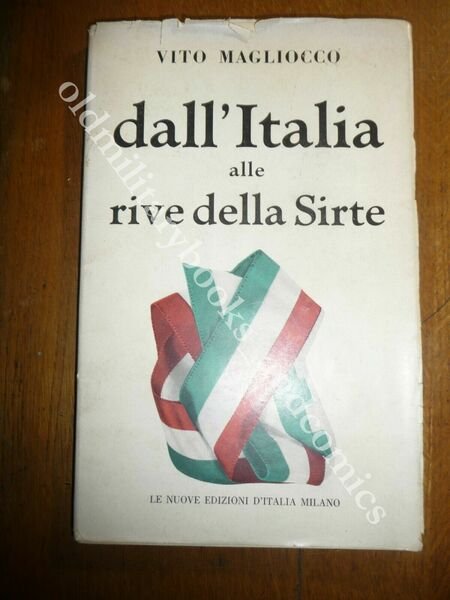 VITO MAGLIOCCO
dall'Italia
alle
rive della Sirte
LE NUOVE EDIZIONI D'ITALIA MILANO